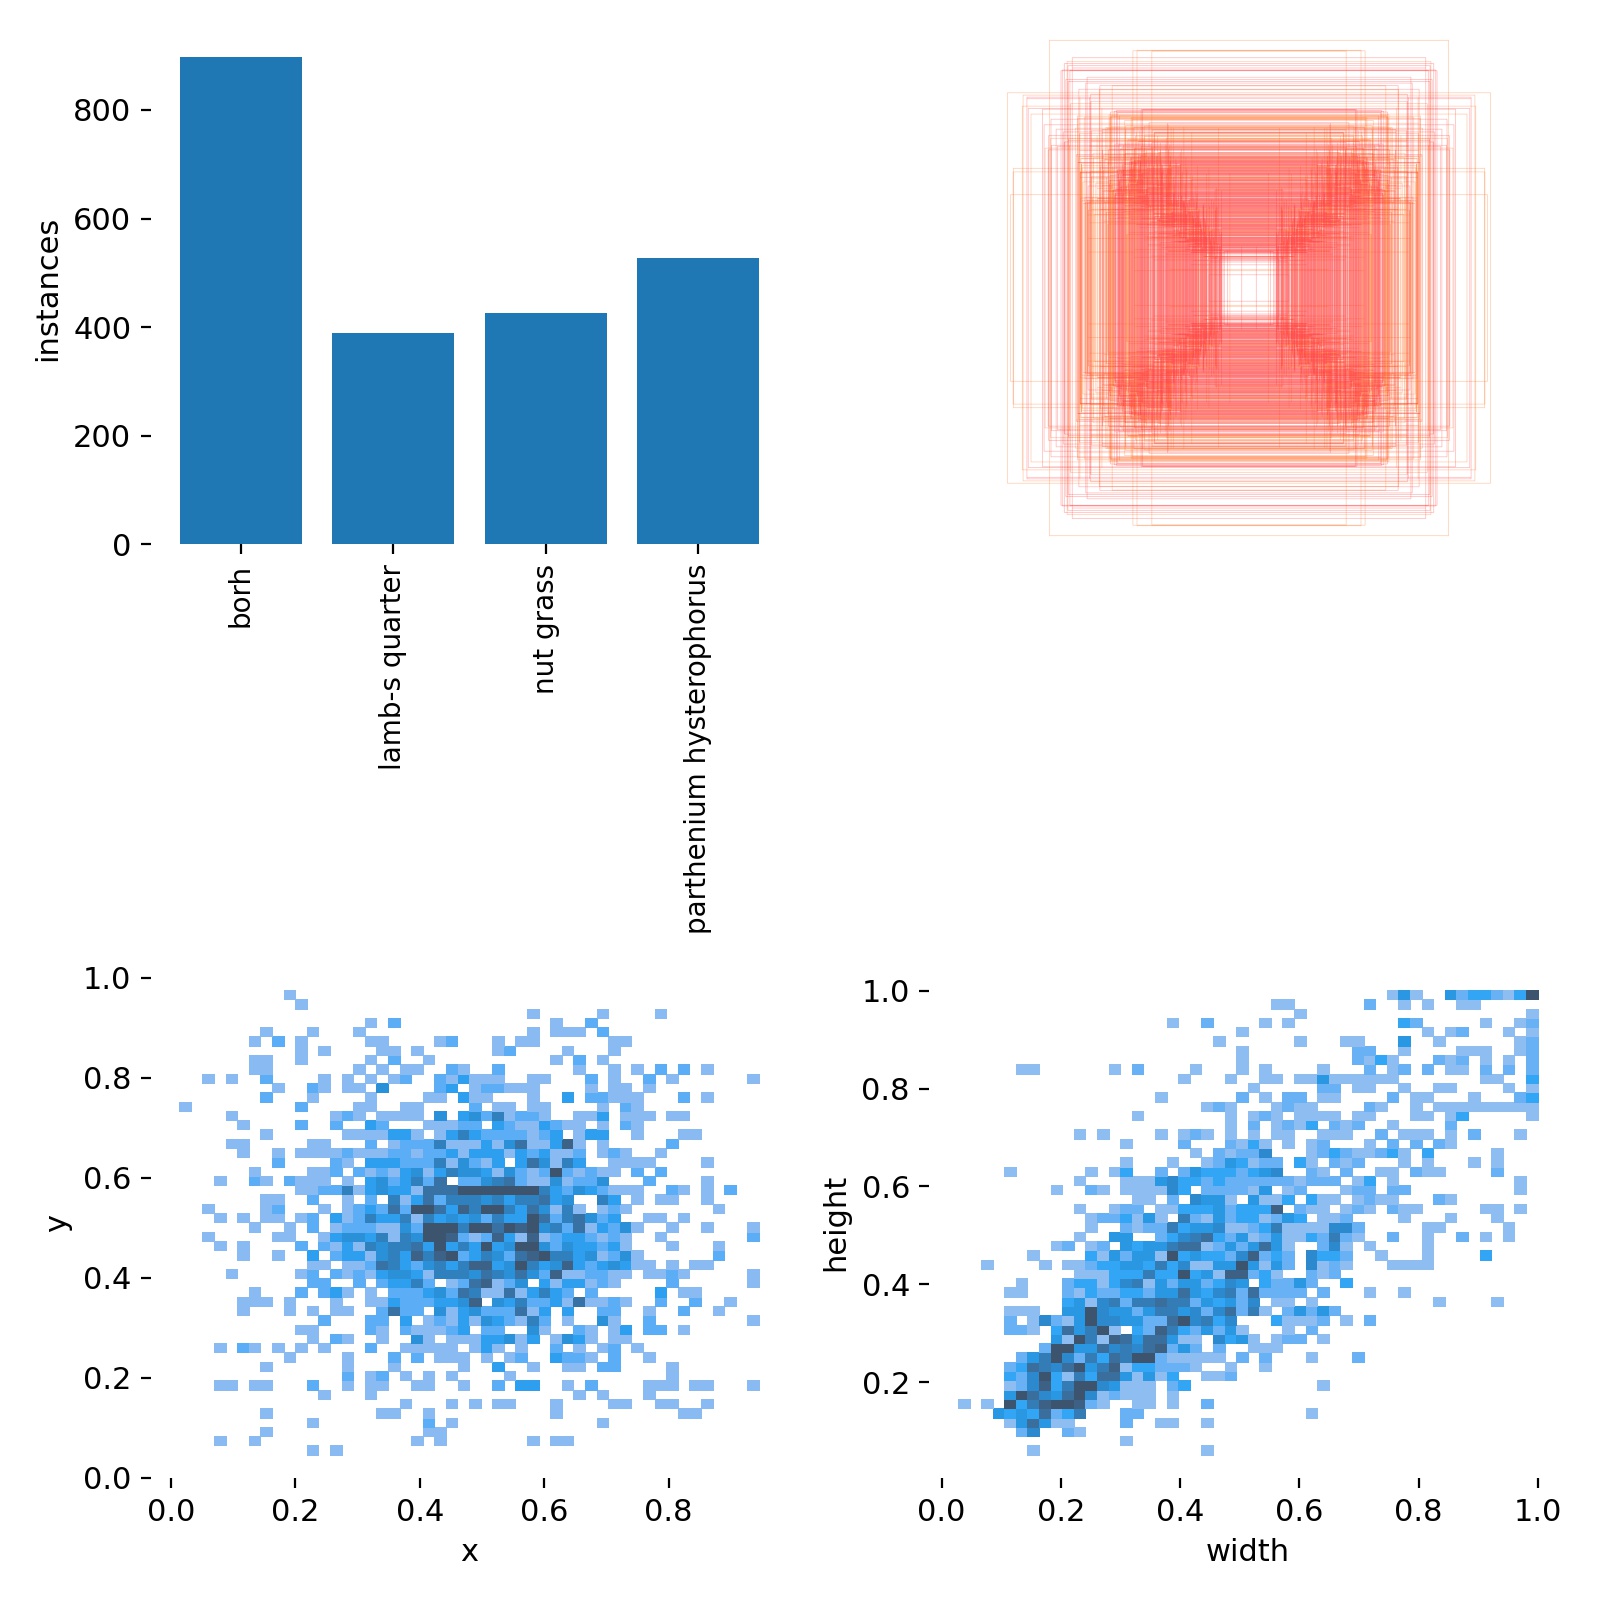 800
600
400
200
0
instances
borh
lamb-s quarter
nut grass
parthenium hysterophorus
1.0
0.8
0.6
0.4
0.2
0.0
y
0.0 0.2 0.4 0.6 0.8
x
1.0
0.8
0.6
0.4
0.2
height
0.0 0.2 0.4 0.6 0.8 1.0
width